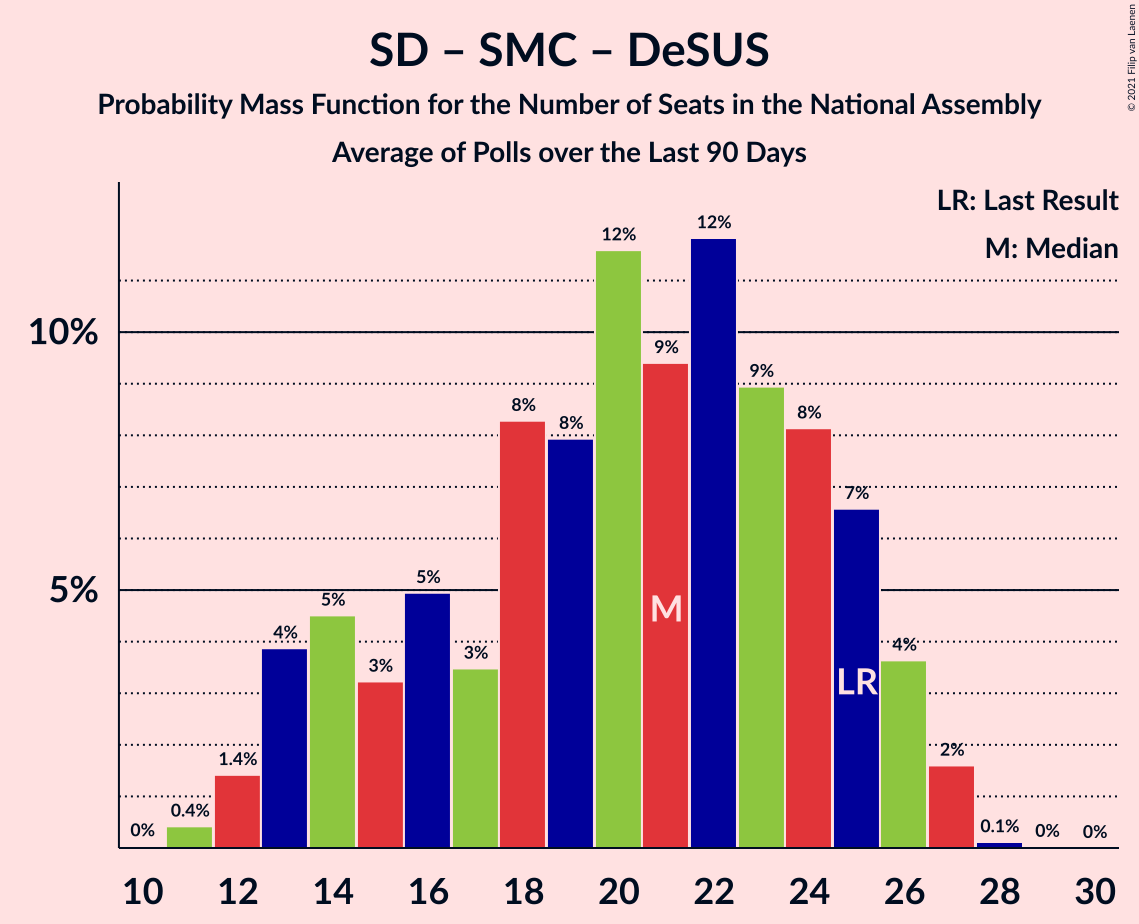 SD – SMC – DeSUS
Probability Mass Function for the Number of Seats in the National Assembly
Average of Polls over the Last 90 Days
© 2021 Filip van Laenen
LR: Last Result
M: Median
10%
5%
0%
0.4%
1.4%
4%
5%
3%
5%
3%
8%
8%
12%
9%
12%
9%
8%
7%
4%
2%
0.1%
0%
0%
M
LR
10 12 14 16 18 20 22 24 26 28 30